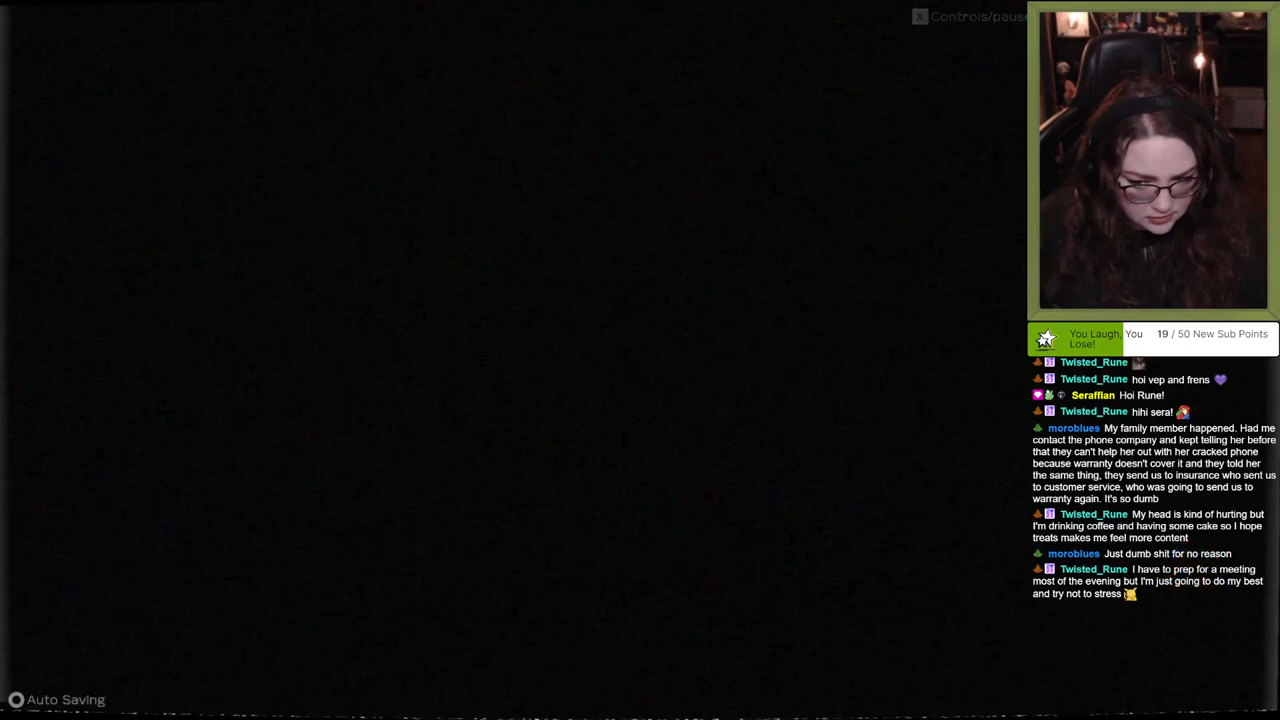 X Controls/pause
You Laugh, You Lose!
19 / 50 New Sub Points
Twisted_Rune
Twisted_Rune hoi vep and frens
Seraffian Hoi Rune!
Twisted_Rune hihi sera!
moroblues My family member happened. Had me
contact the phone company and kept telling her before
that they can't help her out with her cracked phone
because warranty doesn't cover it and they told her
the same thing, they send us to insurance who sent us
to customer service, who was going to send us to
warranty again. It's so dumb
Twisted_Rune My head is kind of hurting but
I'm drinking coffee and having some cake so I hope
treats makes me feel more content
moroblues Just dumb shit for no reason
Twisted_Rune I have to prep for a meeting
most of the evening but I'm just going to do my best
and try not to stress
Auto Saving